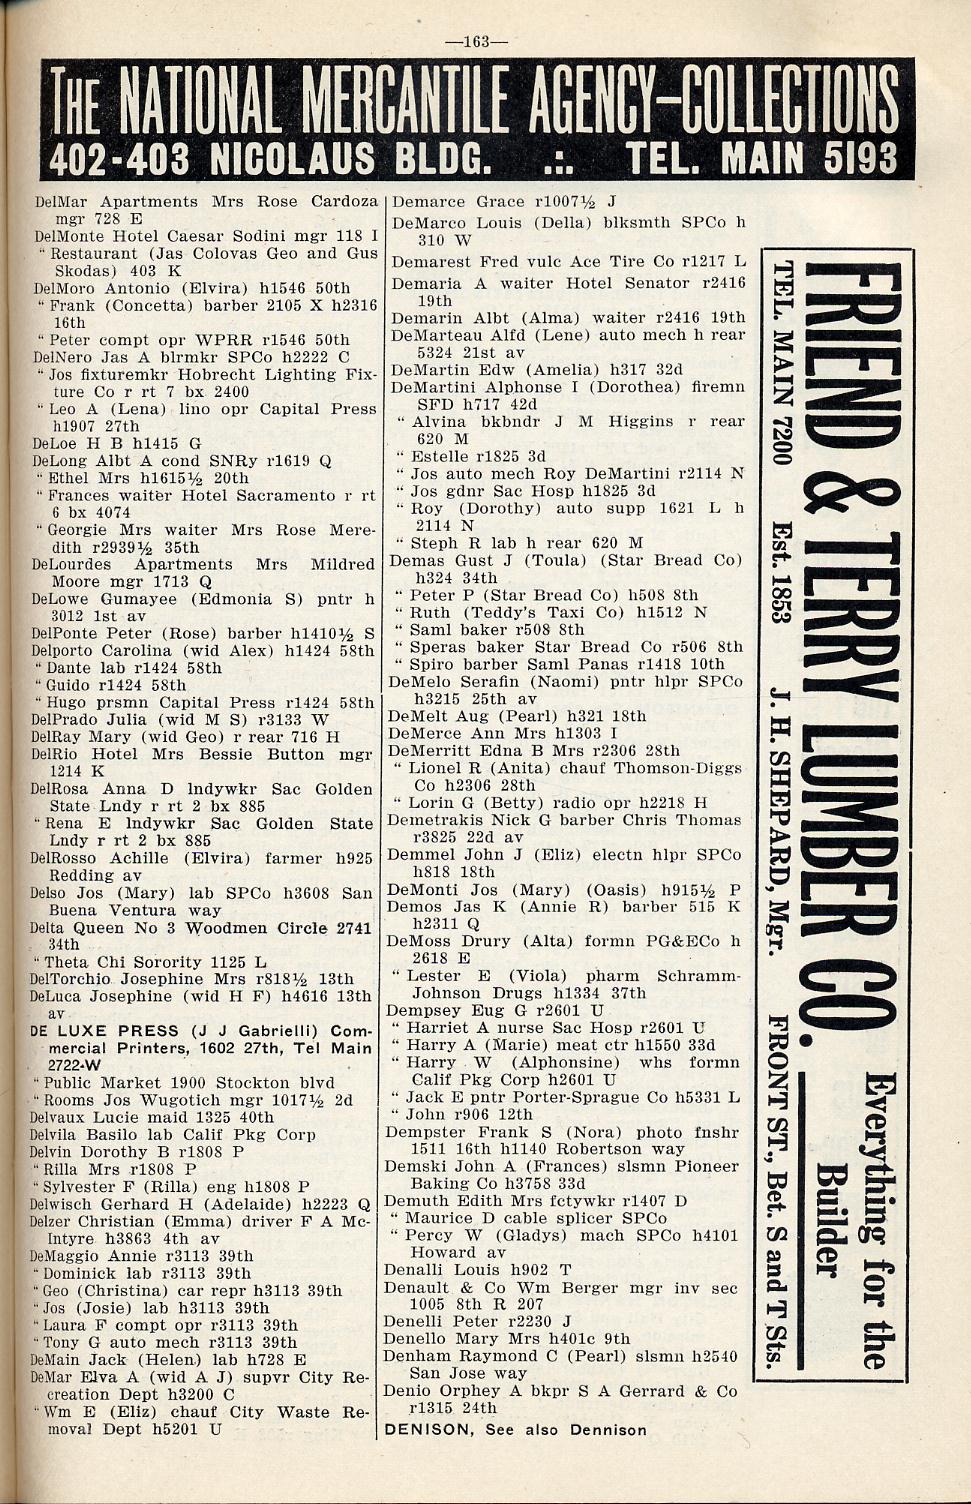 —163—
THE NATIONAL MERCANTILE AGENCY—COLLECTIONS
402-403 NICOLAUS BLDG. .:. TEL. MAIN 5193
DelMar Apartments Mrs Rose Cardoza
mgr 728 E
DelMonte Hotel Caesar Sodini mgr 118 I
" Restaurant (Jas Colovas Geo and Gus
Skodas) 403 K
DelMoro Antonio (Elvira) h1546 50th
" Frank (Concetta) barber 2105 X h2316
16th
" Peter compt opr WPRR r1546 50th
DelNero Jas A blrmkr SPCo h2222 C
" Jos fixturemkr Hobrecht Lighting Fix-
ture Co r rt 7 bx 2400
" Leo A (Lena) lino opr Capital Press
h1907 27th
DeLoe H B h1415 G
DeLong Albt A cond SNRy r1619 Q
" Ethel Mrs h1615½ 20th
" Frances waiter Hotel Sacramento r rt
6 bx 4074
" Georgie Mrs waiter Mrs Rose Mere-
dith r2939½ 35th
DeLourdes Apartments Mrs Mildred
Moore mgr 1713 Q
DeLowe Gumayee (Edmonia S) pntr h
3012 1st av
DelPonte Peter (Rose) barber h1410½ S
Delporto Carolina (wid Alex) h1424 58th
" Dante lab r1424 58th
" Guido r1424 58th
" Hugo prsmn Capital Press r1424 58th
DelPrado Julia (wid M S) r3133 W
DelRay Mary (wid Geo) r rear 716 H
DelRio Hotel Mrs Bessie Button mgr
1214 K
DelRosa Anna D lndywkr Sac Golden
State Lndy r rt 2 bx 885
" Rena E lndywkr Sac Golden State
Lndy r rt 2 bx 885
DelRosso Achille (Elvira) farmer h925
Redding av
Delso Jos (Mary) lab SPCo h3608 San
Buena Ventura way
Delta Queen No 3 Woodmen Circle 2741
34th
" Theta Chi Sorority 1125 L
DelTorchio Josephine Mrs r818½ 13th
DeLuca Josephine (wid H F) h4616 13th
av
DE LUXE PRESS (J J Gabrielli) Com-
mercial Printers, 1602 27th, Tel Main
2722-W
" Public Market 1900 Stockton blvd
" Rooms Jos Wugotich mgr 1017½ 2d
Delvaux Lucie maid 1325 40th
Delvila Basilo lab Calif Pkg Corp
Delvin Dorothy B r1808 P
" Rilla Mrs r1808 P
" Sylvester F (Rilla) eng h1808 P
Delwisch Gerhard H (Adelaide) h2223 Q
Delzer Christian (Emma) driver F A Mc-
Intyre h3863 4th av
DeMaggio Annie r3113 39th
" Dominick lab r3113 39th
" Geo (Christina) car repr h3113 39th
" Jos (Josie) lab h3113 39th
" Laura F compt opr r3113 39th
" Tony G auto mech r3113 39th
DeMain Jack (Helen) lab h728 E
DeMar Elva A (wid A J) supvr City Re-
creation Dept h3200 C
" Wm E (Eliz) chauf City Waste Re-
moval Dept h5201 U
Demarce Grace r1007½ J
DeMarco Louis (Della) blksmth SPCo h
310 W
Demarest Fred vulc Ace Tire Co r1217 L
Demaria A waiter Hotel Senator r2416
19th
Demarin Albt (Alma) waiter r2416 19th
DeMarteau Alfd (Lene) auto mech h rear
5324 21st av
DeMartin Edw (Amelia) h317 32d
DeMartini Alphonse I (Dorothea) firemn
SFD h717 42d
" Alvina bkbndr J M Higgins r rear
620 M
" Estelle r1825 3d
" Jos auto mech Roy DeMartini r2114 N
" Jos gdnr Sac Hosp h1825 3d
" Roy (Dorothy) auto supp 1621 L h
2114 N
" Steph R lab h rear 620 M
Demas Gust J (Toula) (Star Bread Co)
h324 34th
" Peter P (Star Bread Co) h508 8th
" Ruth (Teddy's Taxi Co) h1512 N
" Saml baker r508 8th
" Speras baker Star Bread Co r506 8th
" Spiro barber Saml Panas r1418 10th
DeMelo Serafin (Naomi) pntr hlpr SPCo
h3215 25th av
DeMelt Aug (Pearl) h321 18th
DeMerce Ann Mrs h1303 I
DeMerritt Edna B Mrs r2306 28th
" Lionel R (Anita) chauf Thomson-Diggs
Co h2306 28th
" Lorin G (Betty) radio opr h2218 H
Demetrakis Nick G barber Chris Thomas
r3825 22d av
Demmel John J (Eliz) electn hlpr SPCo
h818 18th
DeMonti Jos (Mary) (Oasis) h915½ P
Demos Jas K (Annie R) barber 515 K
h2311 Q
DeMoss Drury (Alta) formn PG&ECo h
2618 E
" Lester E (Viola) pharm Schramm-
Johnson Drugs h1334 37th
Dempsey Eug G r2601 U
" Harriet A nurse Sac Hosp r2601 U
" Harry A (Marie) meat ctr h1550 33d
" Harry W (Alphonsine) whs formn
Calif Pkg Corp h2601 U
" Jack E pntr Porter-Sprague Co h5331 L
" John r906 12th
Dempster Frank S (Nora) photo fnshr
1511 16th h1140 Robertson way
Demski John A (Frances) slsmn Pioneer
Baking Co h3758 33d
Demuth Edith Mrs fctywkr r1407 D
" Maurice D cable splicer SPCo
" Percy W (Gladys) mach SPCo h4101
Howard av
Denalli Louis h902 T
Denault & Co Wm Berger mgr inv sec
1005 8th R 207
Denelli Peter r2230 J
Denello Mary Mrs h401c 9th
Denham Raymond C (Pearl) slsmn h2540
San Jose way
Denio Orphey A bkpr S A Gerrard & Co
r1315 24th
DENISON, See also Dennison
FRIEND & TERRY LUMBER CO.
Everything for the
Builder
TEL. MAIN 7200 Est. 1853 J. H. SHEPARD, Mgr. FRONT ST., Bet. S and T Sts.